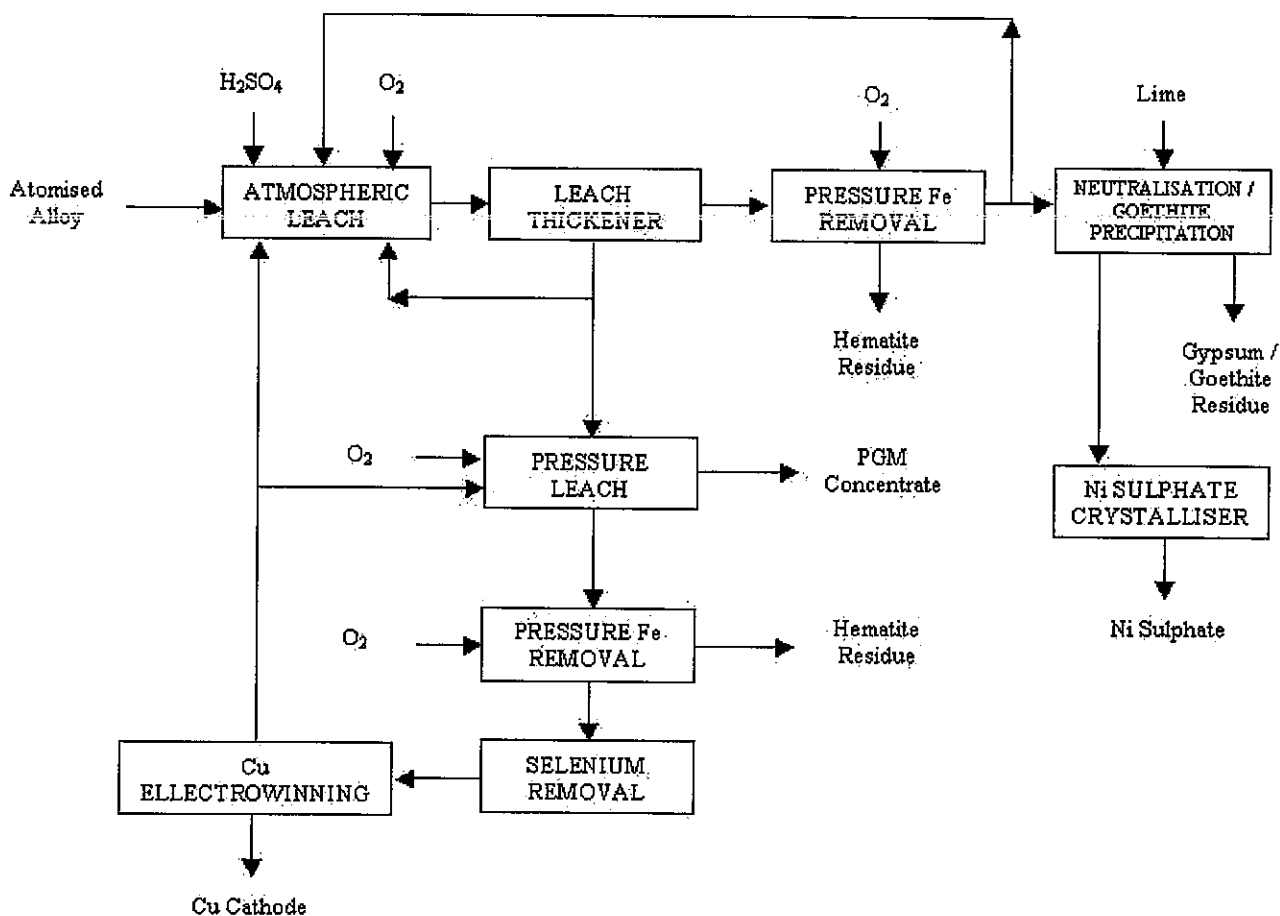 H₂SO₄
O₂
O₂
Lime
Atomised
Alloy
ATMOSPHERIC
LEACH
LEACH
THICKENER
PRESSURE Fe
REMOVAL
NEUTRALISATION /
GOETHITE
PRECIPITATION
Hematite
Residue
Gypsum /
Goethite
Residue
O₂
PRESSURE
LEACH
PGM
Concentrate
Ni SULPHATE
CRYSTALLISER
O₂
PRESSURE Fe
REMOVAL
Hematite
Residue
Ni Sulphate
Cu
ELLECTROWINNING
SELENIUM
REMOVAL
Cu Cathode